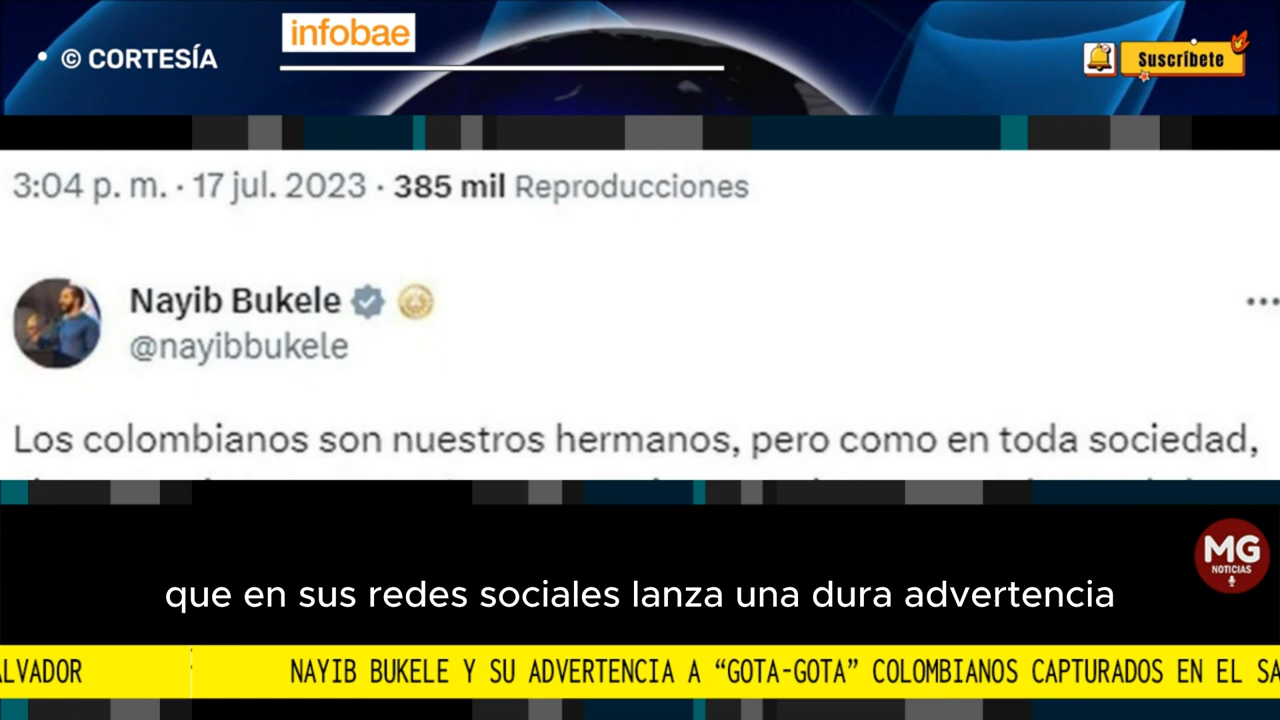 infobae
© CORTESÍA
Suscríbete
3:04 p. m. · 17 jul. 2023 · 385 mil Reproducciones
Nayib Bukele
@nayibbukele
Los colombianos son nuestros hermanos, pero como en toda sociedad,
MG
NOTICIAS
que en sus redes sociales lanza una dura advertencia
ALVADOR NAYIB BUKELE Y SU ADVERTENCIA A “GOTA-GOTA” COLOMBIANOS CAPTURADOS EN EL SA